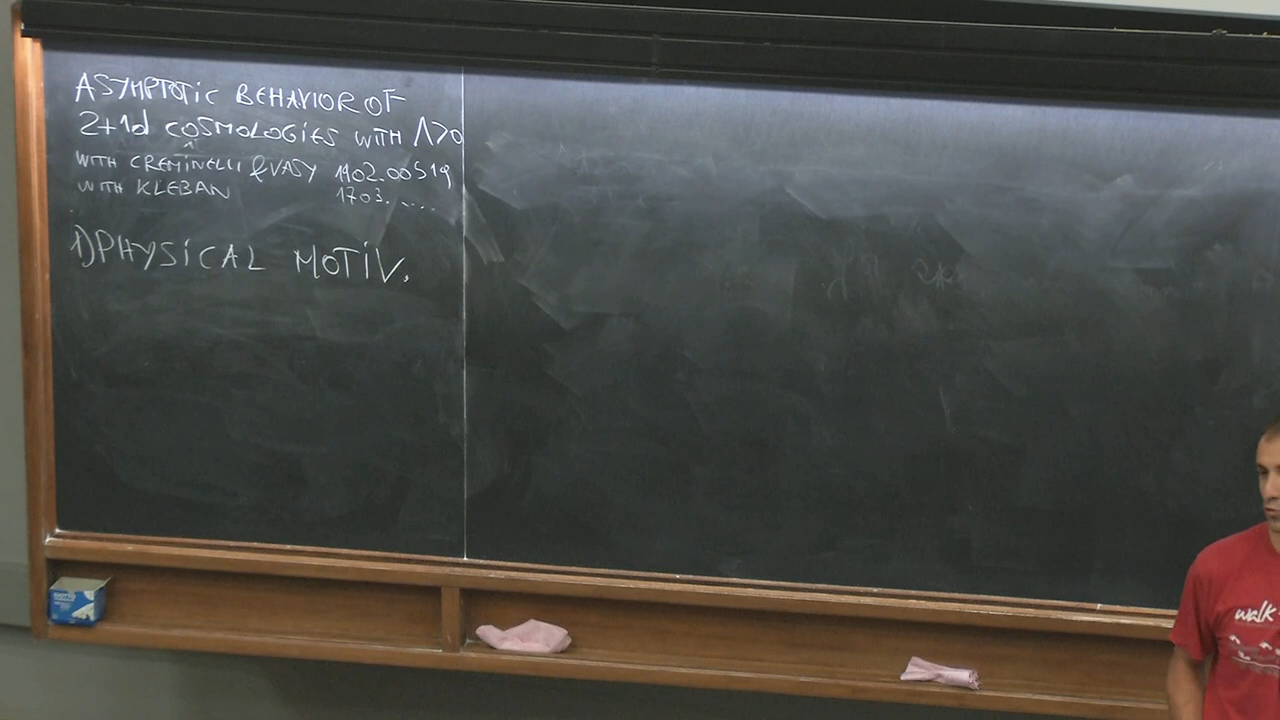 ASYMPTOTiC BEHAVIOR OF
2+1d COSMOLOGiES WITH Λ>0
WITH CREMINELLI & VASY 1902.00519
WITH KLEBAN 1703. ....
1) PHYSiCAL MOTiV.
walk